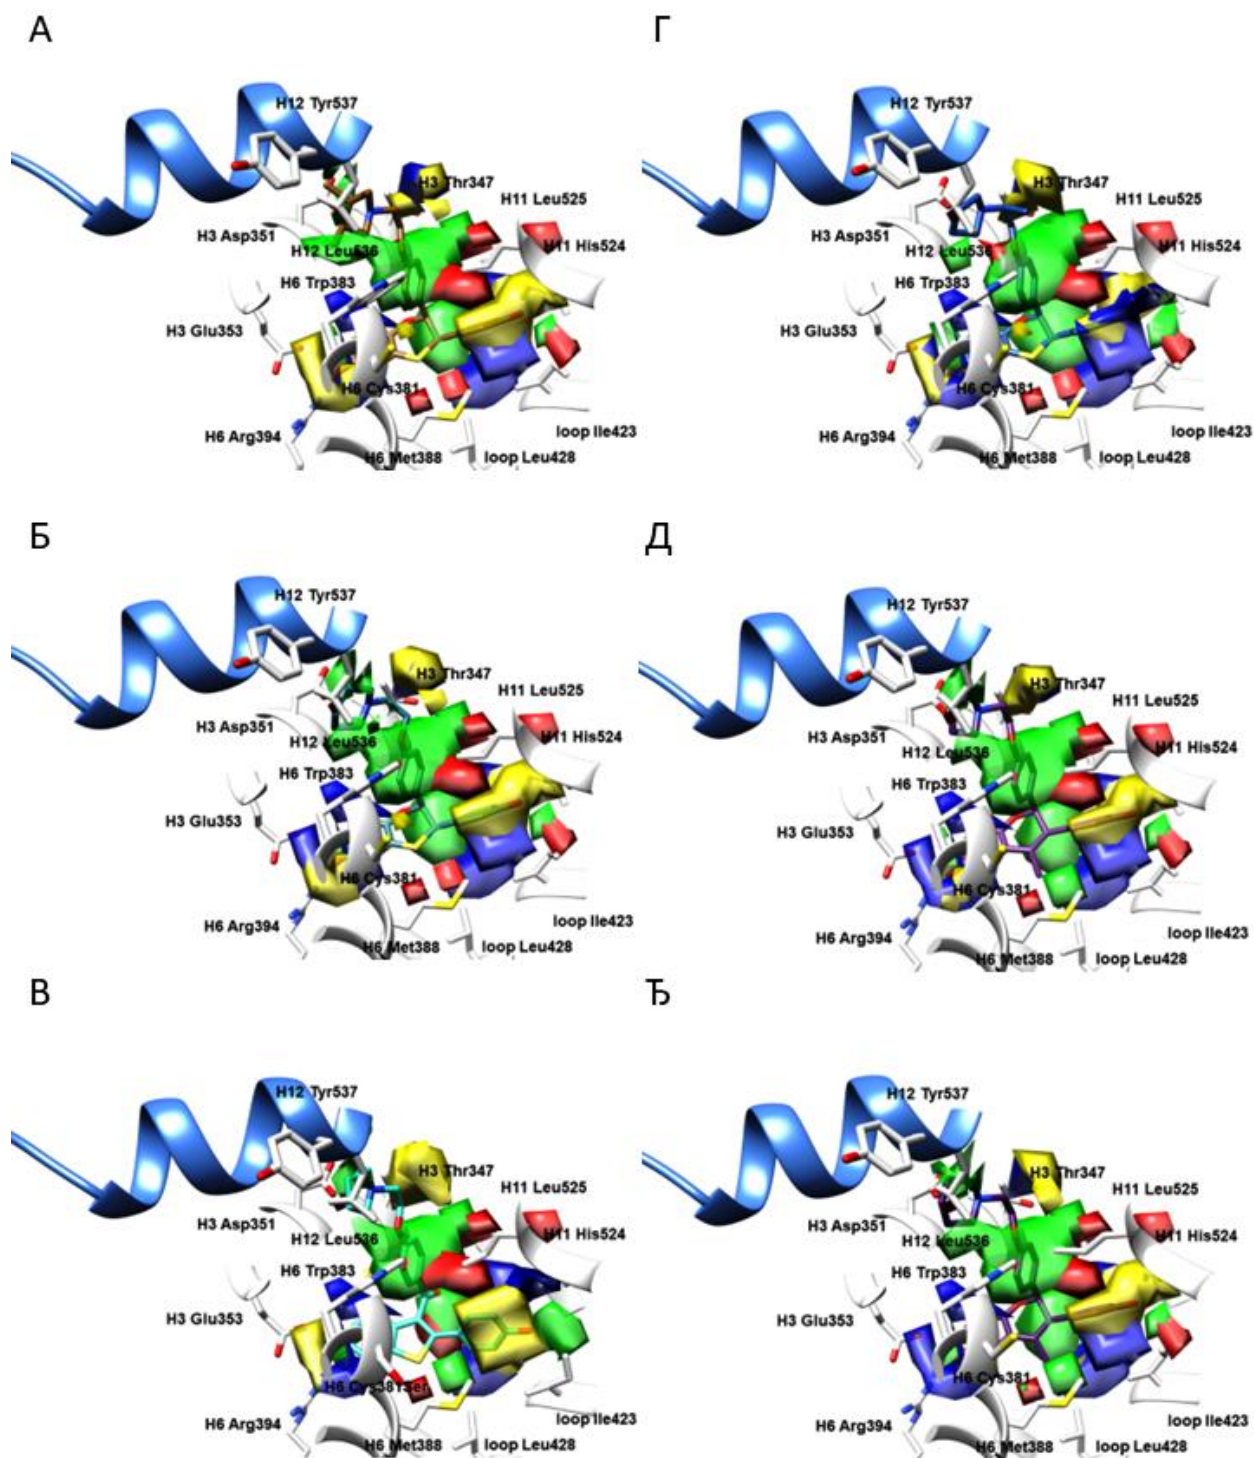 А
H12 Tyr537
H3 Thr347
H11 Leu525
H3 Asp351
H12 Leu536
H11 His524
H6 Trp383
H3 Glu353
H6 Cys381
H6 Arg394
loop Ile423
H6 Met388
loop Leu428
Г
H12 Tyr537
H3 Thr347
H11 Leu525
H3 Asp351
H12 Leu536
H11 His524
H6 Trp383
H3 Glu353
H6 Cys381
H6 Arg394
loop Ile423
H6 Met388
loop Leu428
Б
H12 Tyr537
H3 Thr347
H11 Leu525
H3 Asp351
H12 Leu536
H11 His524
H6 Trp383
H3 Glu353
H6 Cys381
H6 Arg394
loop Ile423
H6 Met388
loop Leu428
Д
H12 Tyr537
H3 Thr347
H11 Leu525
H3 Asp351
H12 Leu536
H11 His524
H6 Trp383
H3 Glu353
H6 Cys381
H6 Arg394
loop Ile423
H6 Met388
loop Leu428
В
H12 Tyr537
H3 Thr347
H11 Leu525
H3 Asp351
H12 Leu536
H11 His524
H6 Trp383
H3 Glu353
H6 Cys381Ser
H6 Arg394
loop Ile423
H6 Met388
loop Leu428
Ђ
H12 Tyr537
H3 Thr347
H11 Leu525
H3 Asp351
H12 Leu536
H11 His524
H6 Trp383
H3 Glu353
H6 Cys381
H6 Arg394
loop Ile423
H6 Met388
loop Leu428